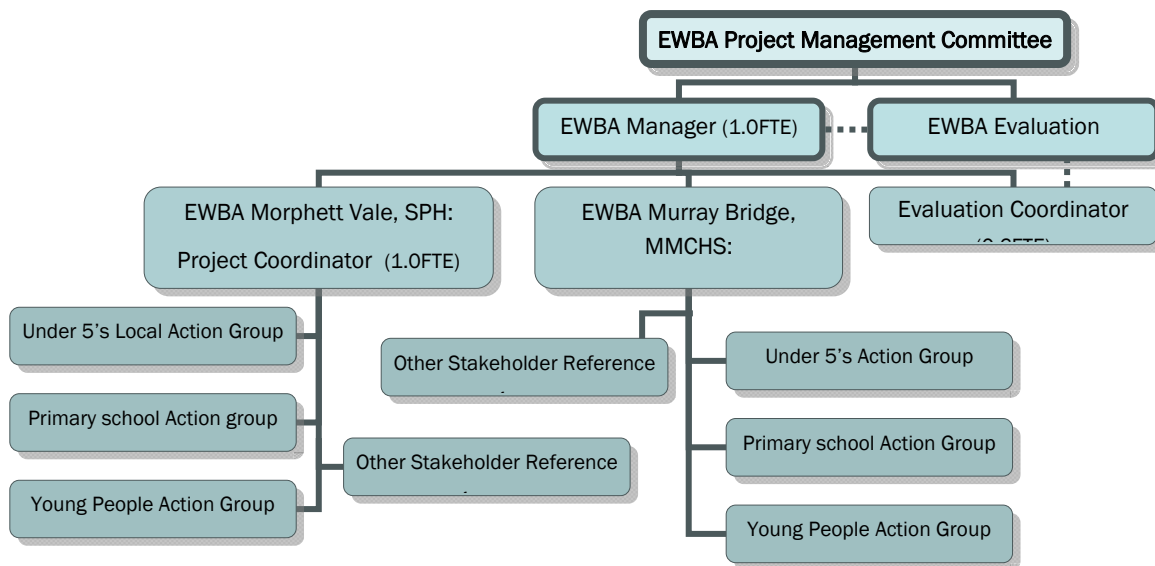 EWBA Project Management Committee
EWBA Manager (1.0FTE)
EWBA Evaluation
EWBA Morphett Vale, SPH:
Project Coordinator (1.0FTE)
EWBA Murray Bridge,
MMCHS:
Evaluation Coordinator
Under 5's Local Action Group
Primary school Action group
Young People Action Group
Other Stakeholder Reference
Other Stakeholder Reference
Under 5's Action Group
Primary school Action Group
Young People Action Group